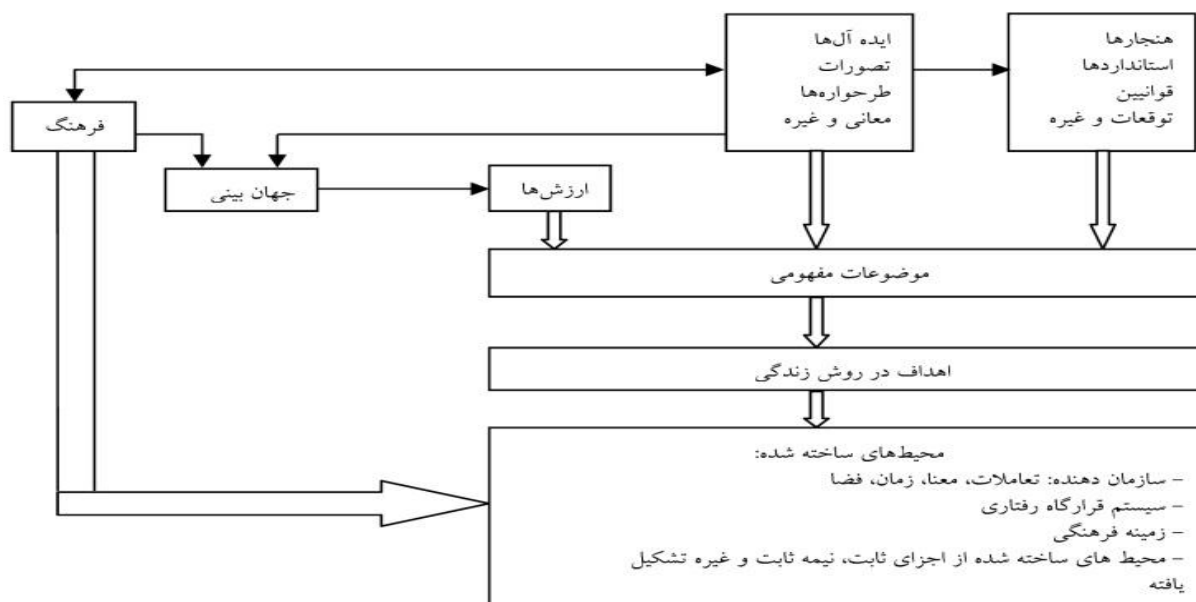 هنجارها
استانداردها
قوانیین
توقعات و غیره
ایده آل‌ها
تصورات
طرحواره‌ها
معانی و غیره
فرهنگ
جهان بینی
ارزش‌ها
موضوعات مفهومی
اهداف در روش زندگی
محیط‌های ساخته شده:
– سازمان دهنده: تعاملات، معنا، زمان، فضا
– سیستم قرارگاه رفتاری
– زمینه فرهنگی
– محیط های ساخته شده از اجزای ثابت، نیمه ثابت و غیره تشکیل
یافته